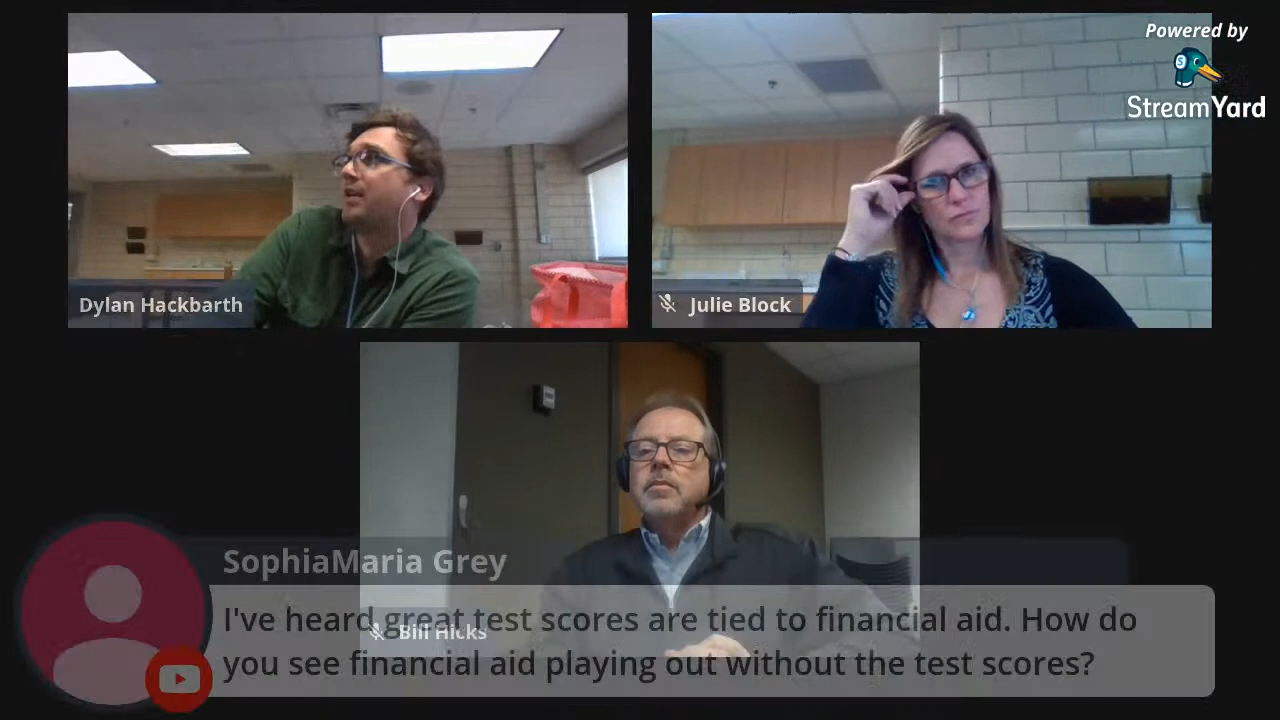 Powered by
StreamYard
Dylan Hackbarth
Julie Block
SophiaMaria Grey
I've heard great test scores are tied to financial aid. How do
you see financial aid playing out without the test scores?
Bill Hicks